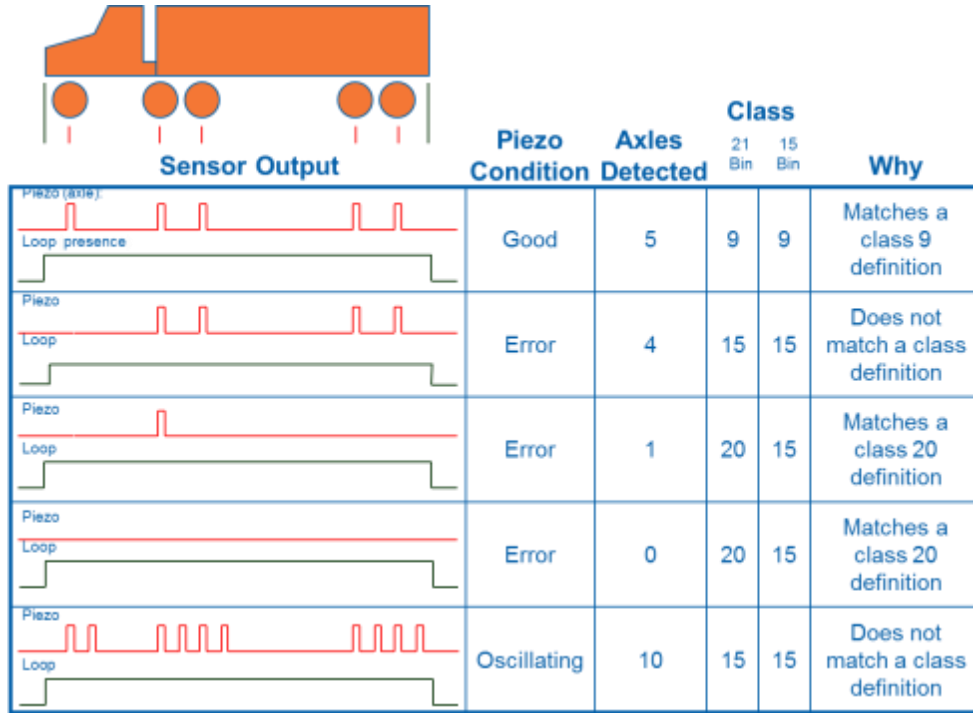 Class
Piezo Axles 21 15
Sensor Output Condition Detected Bin Bin Why
Piezo (axle):
Loop presence
Good 5 9 9 Matches a
class 9
definition
Piezo
Loop
Error 4 15 15 Does not
match a class
definition
Piezo
Loop
Error 1 20 15 Matches a
class 20
definition
Piezo
Loop
Error 0 20 15 Matches a
class 20
definition
Piezo
Loop
Oscillating 10 15 15 Does not
match a class
definition